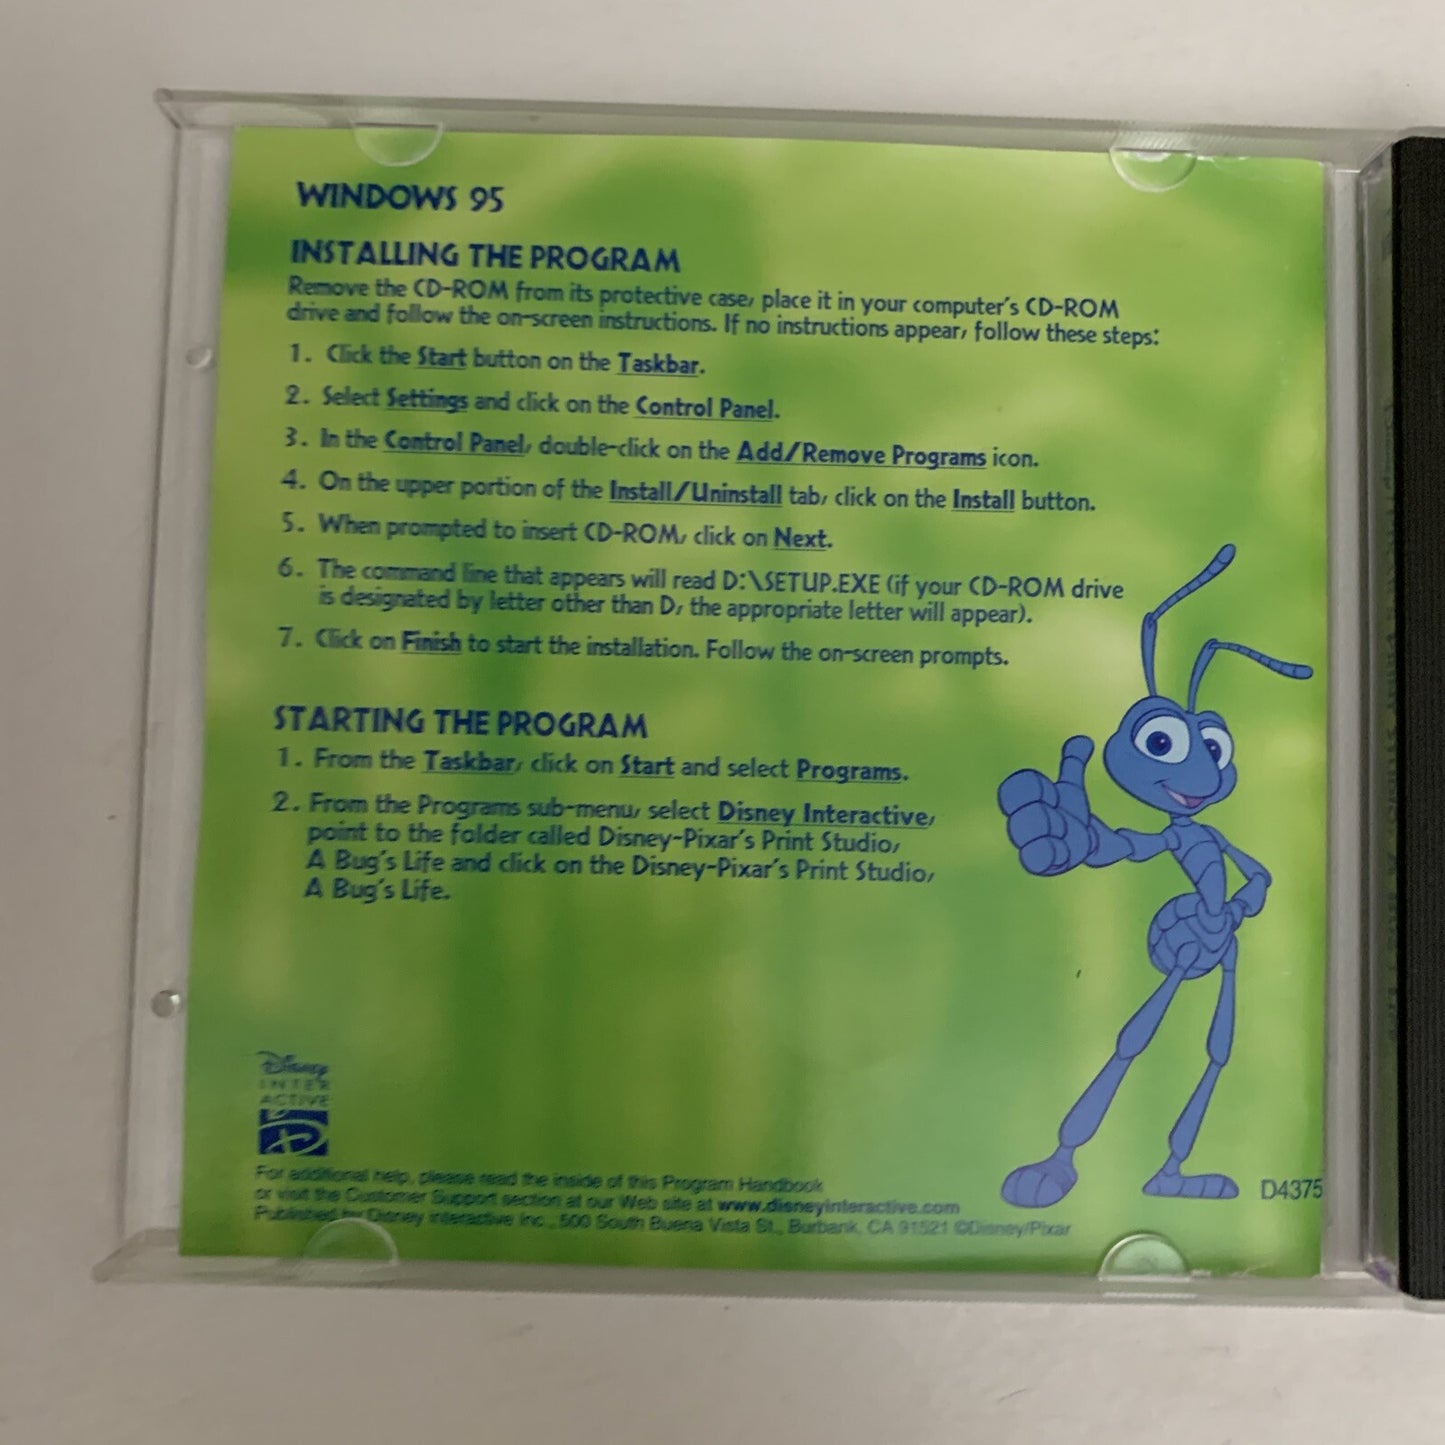 WINDOWS 95
INSTALLING THE PROGRAM
Remove the CD-ROM from its protective case, place it in your computer's CD-ROM
drive and follow the on-screen instructions. If no instructions appear, follow these steps:
1. Click the Start button on the Taskbar.
2. Select Settings and click on the Control Panel.
3. In the Control Panel, double-click on the Add/Remove Programs icon.
4. On the upper portion of the Install/Uninstall tab, click on the Install button.
5. When prompted to insert CD-ROM, click on Next.
6. The command line that appears will read D:\SETUP.EXE (if your CD-ROM drive
is designated by letter other than D, the appropriate letter will appear).
7. Click on Finish to start the installation. Follow the on-screen prompts.
STARTING THE PROGRAM
1. From the Taskbar, click on Start and select Programs.
2. From the Programs sub-menu, select Disney Interactive,
point to the folder called Disney-Pixar's Print Studio,
A Bug's Life and click on the Disney-Pixar's Print Studio,
A Bug's Life.
Disney
INTER
ACTIVE
D
For additional help, please read the inside of this Program Handbook
or visit the Customer Support section at our Web site at www.disneyinteractive.com
Published by Disney Interactive Inc., 500 South Buena Vista St., Burbank, CA 91521 ©Disney/Pixar
D4375